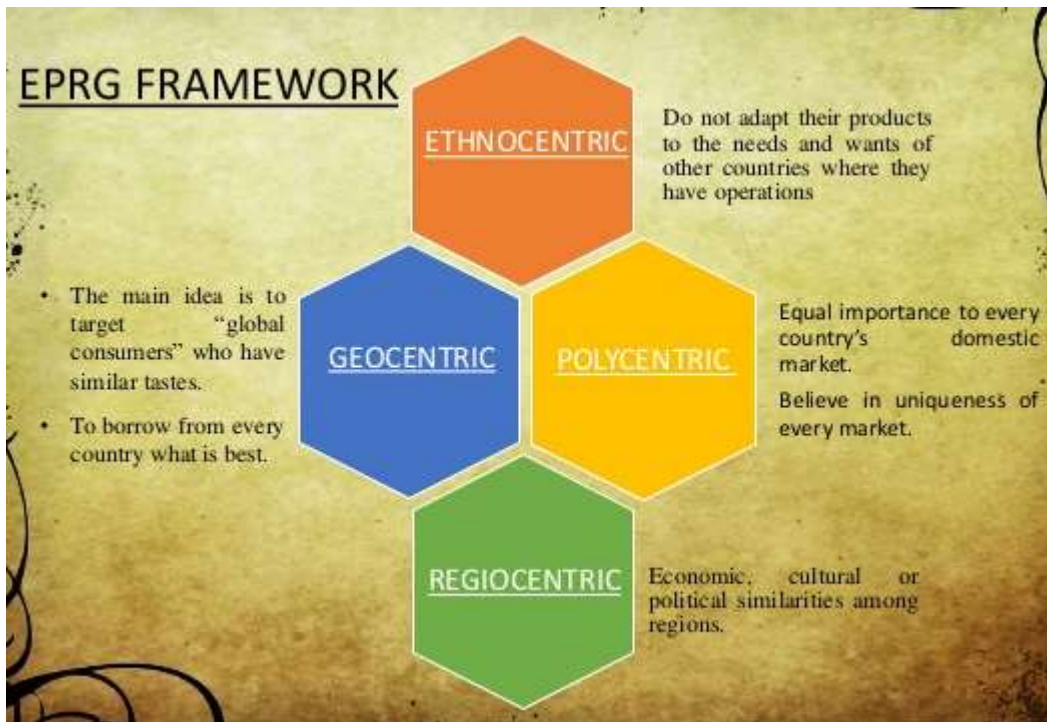 EPRG FRAMEWORK
ETHNOCENTRIC
Do not adapt their products
to the needs and wants of
other countries where they
have operations
• The main idea is to
target “global
consumers” who have
similar tastes.
• To borrow from every
country what is best.
GEOCENTRIC
POLYCENTRIC
Equal importance to every
country’s domestic
market.
Believe in uniqueness of
every market.
REGIOCENTRIC
Economic, cultural or
political similarities among
regions.